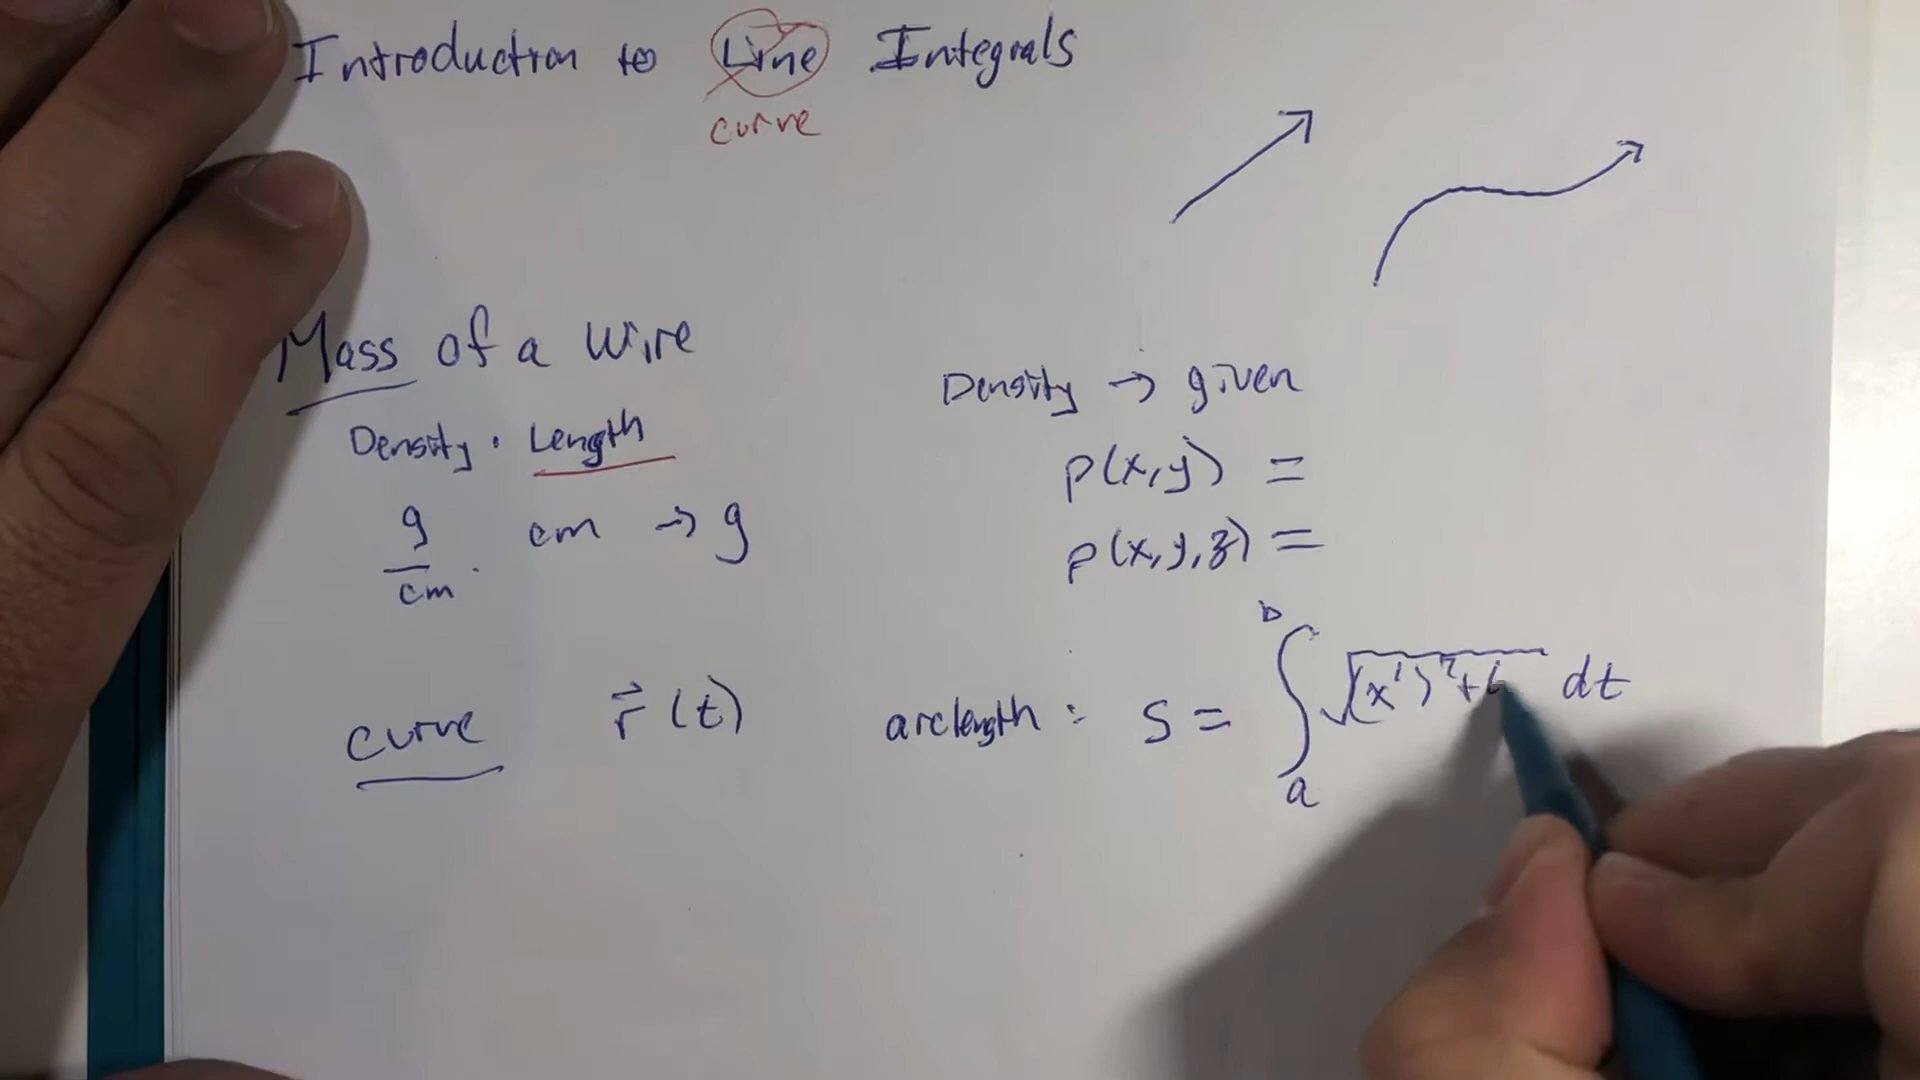 Introduction to Line Integrals
curve
Mass of a wire
Density · Length
g/cm · cm → g
Density → given
ρ(x,y) =
ρ(x,y,z) =
curve r⃗(t)
arclength: S = ∫_a^b √(x')²+( dt